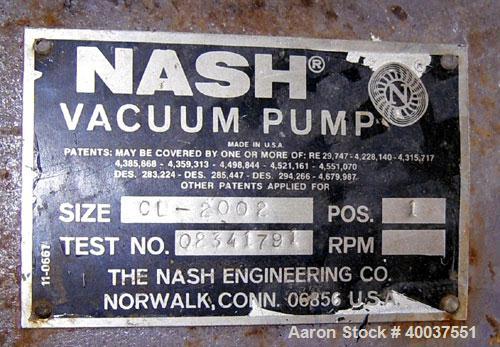 NASH®
N
VACUUM PUMP
MADE IN U.S.A.
PATENTS: MAY BE COVERED BY ONE OR MORE OF: RE 29,747 - 4,228,140 - 4,315,717
4,385,868 - 4,359,313 - 4,498,844 - 4,521,161 - 4,551,070
DES. 283,224 - DES. 285,447 - DES. 294,266 - 4,679,987.
OTHER PATENTS APPLIED FOR
SIZE CL-2002 POS. 1
TEST NO. 02341791 RPM
THE NASH ENGINEERING CO.
NORWALK, CONN. 06856 U.S.A.
11-0667
Aaron Stock # 40037551